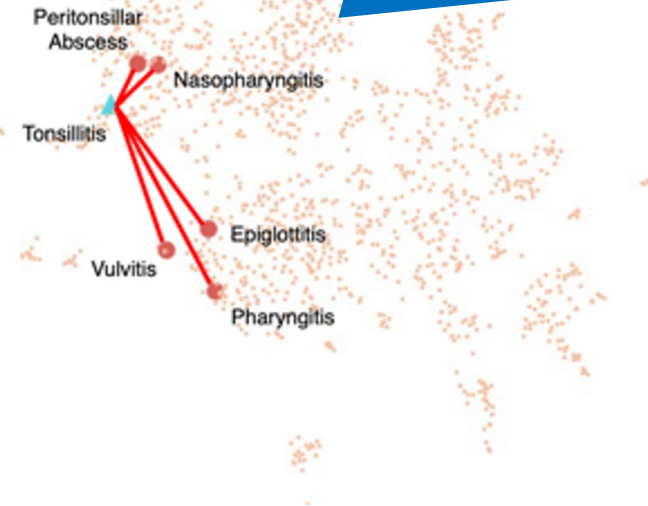 Peritonsillar
Abscess
Nasopharyngitis
Tonsillitis
Epiglottitis
Vulvitis
Pharyngitis